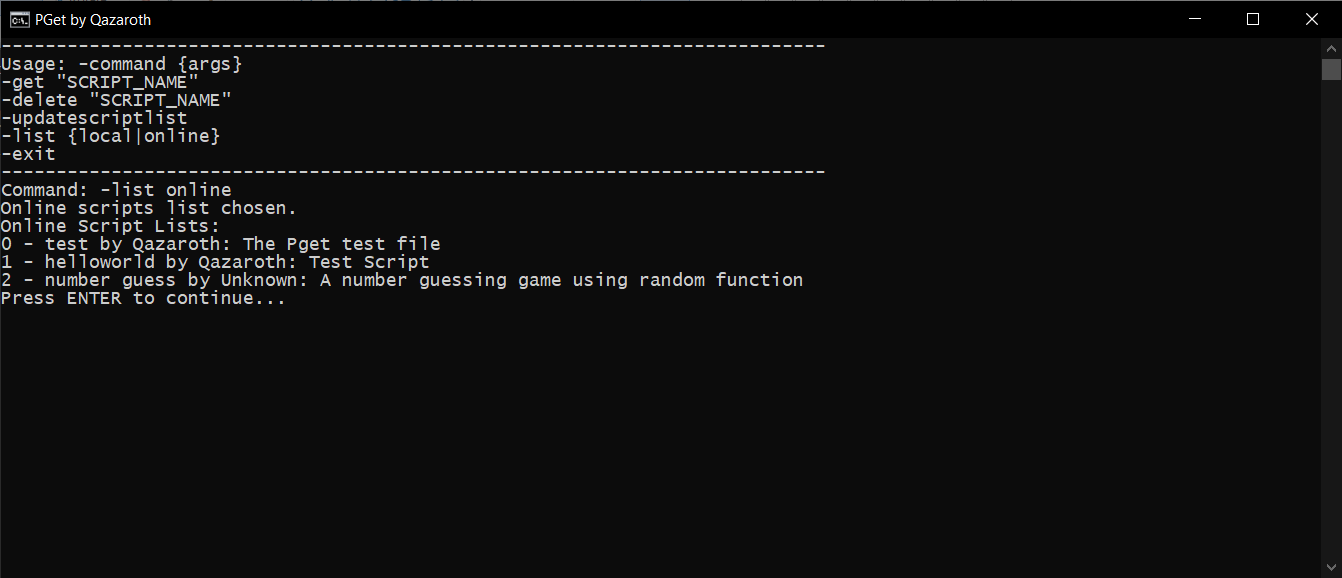 PGet by Qazaroth
---------------------------------------------------------------------------
Usage: -command {args}
-get "SCRIPT_NAME"
-delete "SCRIPT_NAME"
-updatescriptlist
-list {local|online}
-exit
---------------------------------------------------------------------------
Command: -list online
Online scripts list chosen.
Online Script Lists:
0 - test by Qazaroth: The Pget test file
1 - helloworld by Qazaroth: Test Script
2 - number guess by Unknown: A number guessing game using random function
Press ENTER to continue...